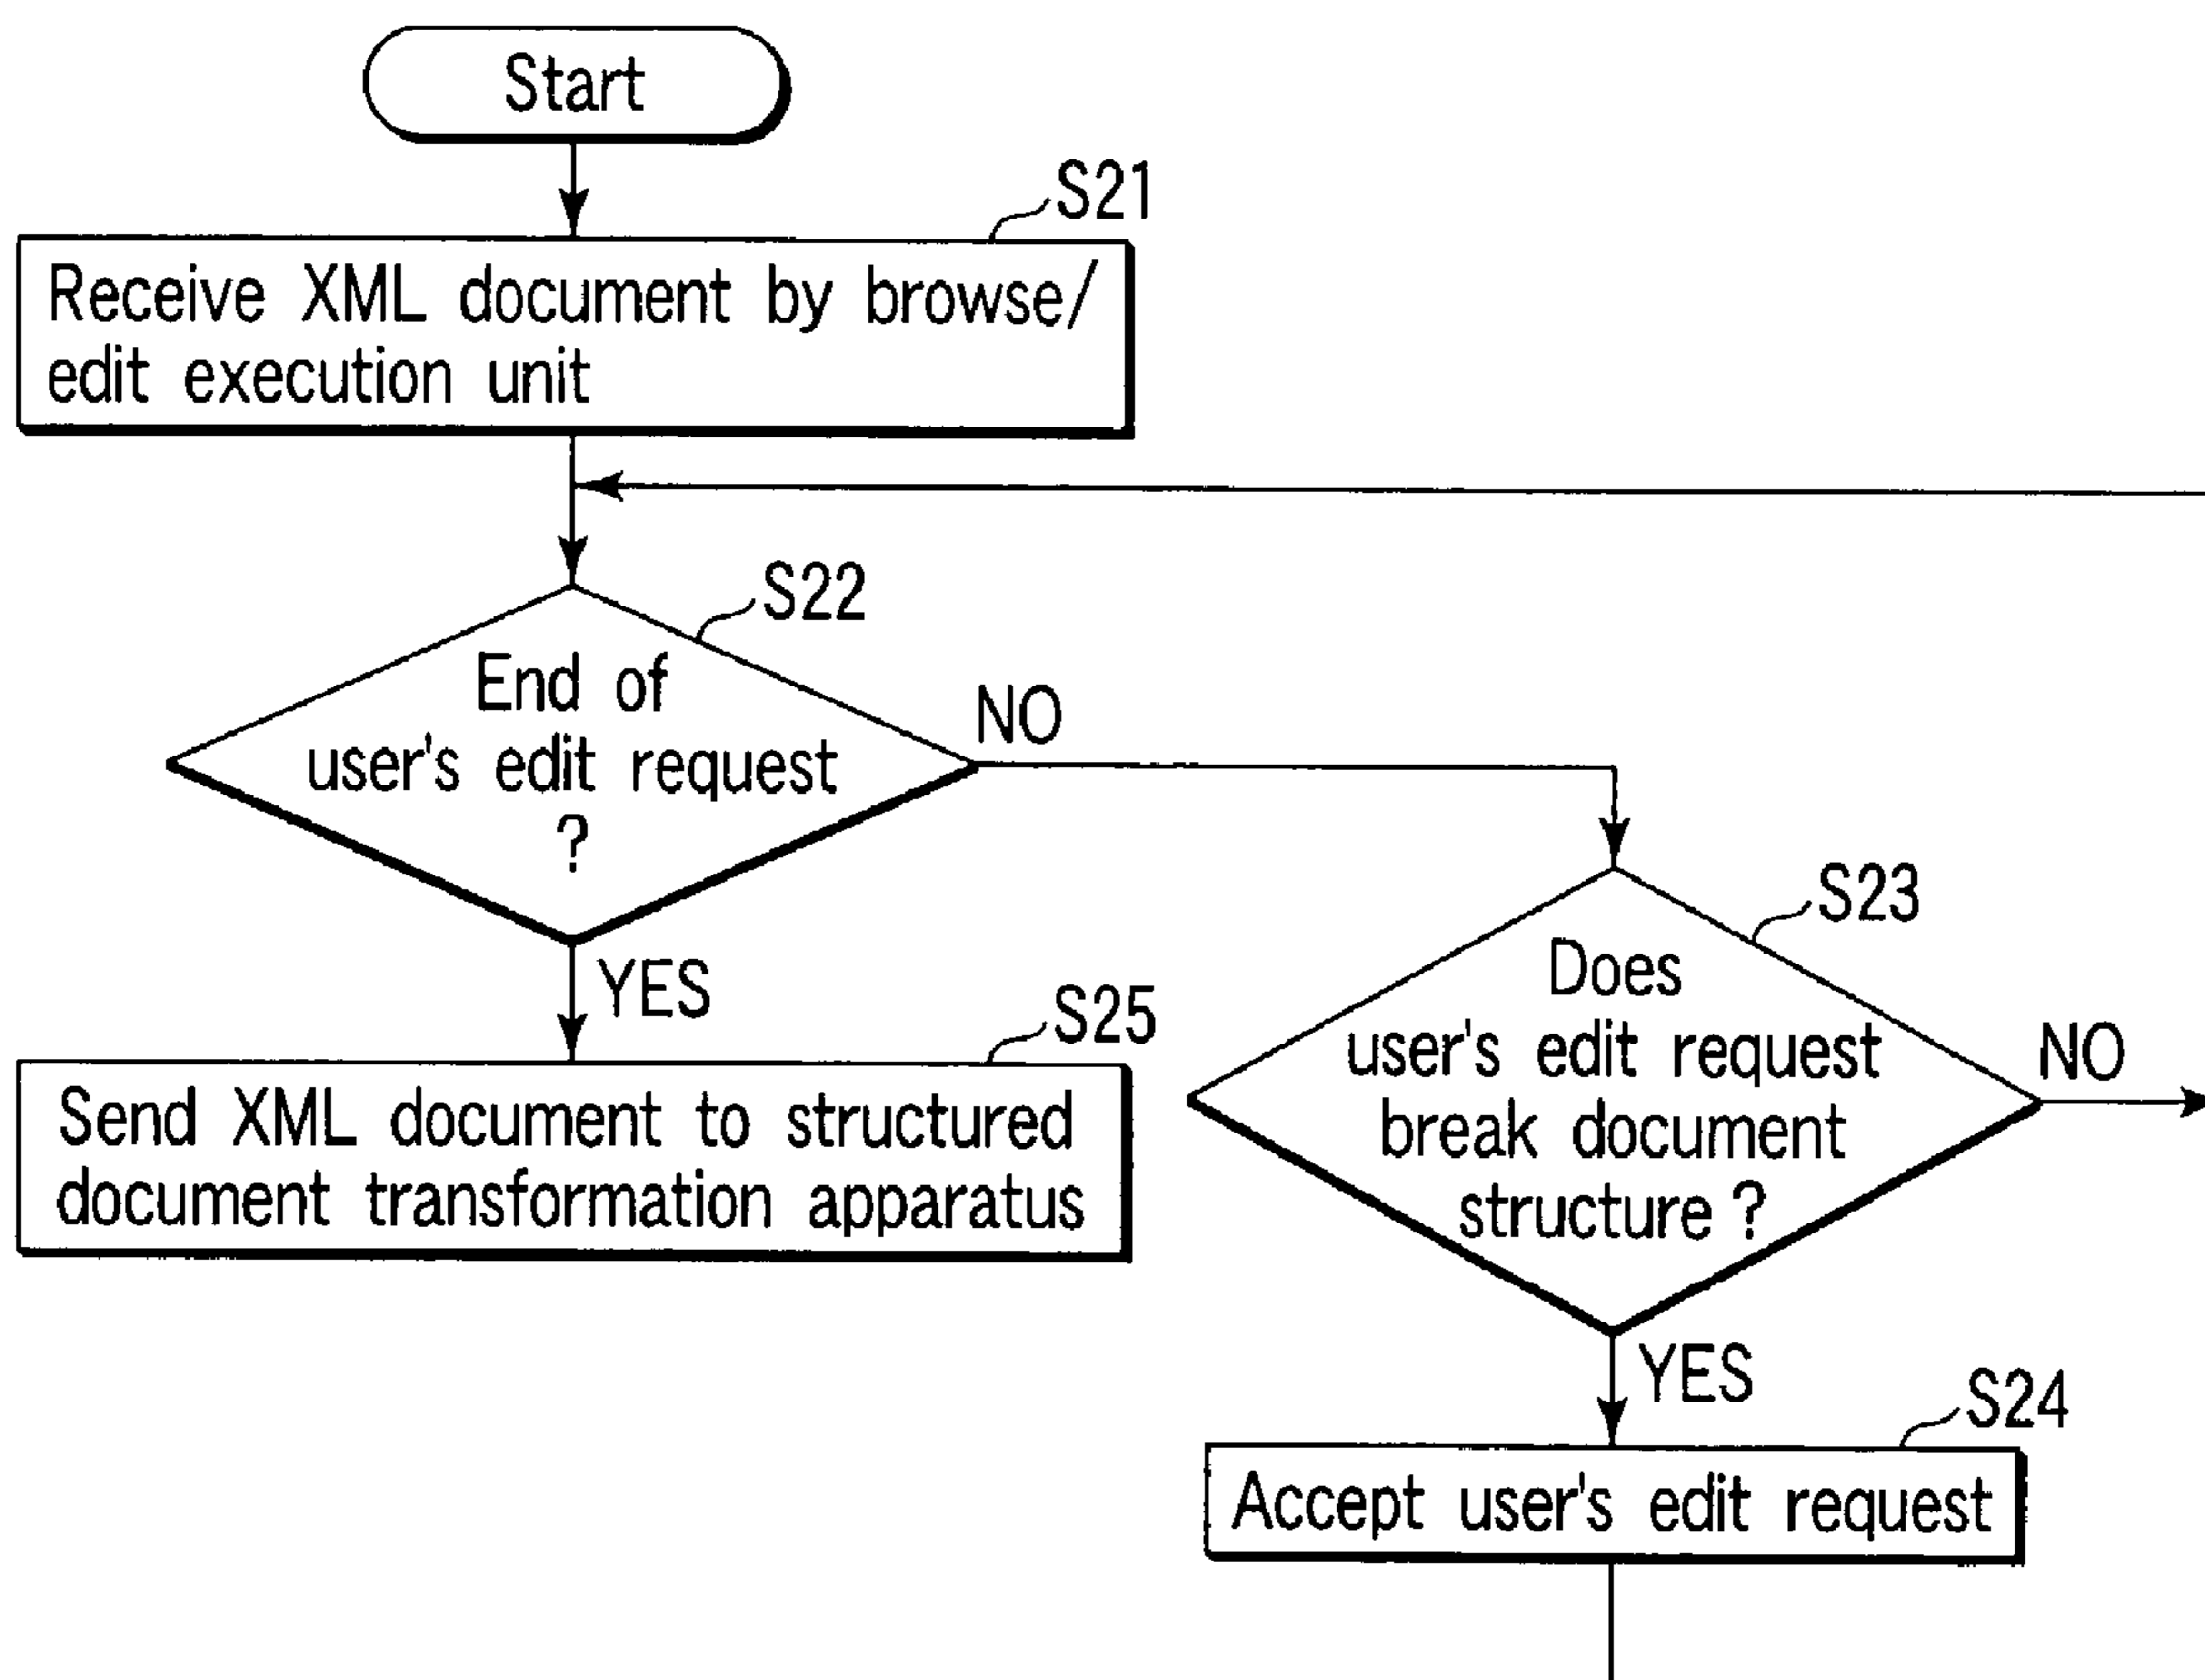 Start
S21
Receive XML document by browse/
edit execution unit
S22
End of
user's edit request
?
NO
YES
S23
Does
user's edit request
break document
structure ?
NO
YES
S25
Send XML document to structured
document transformation apparatus
S24
Accept user's edit request